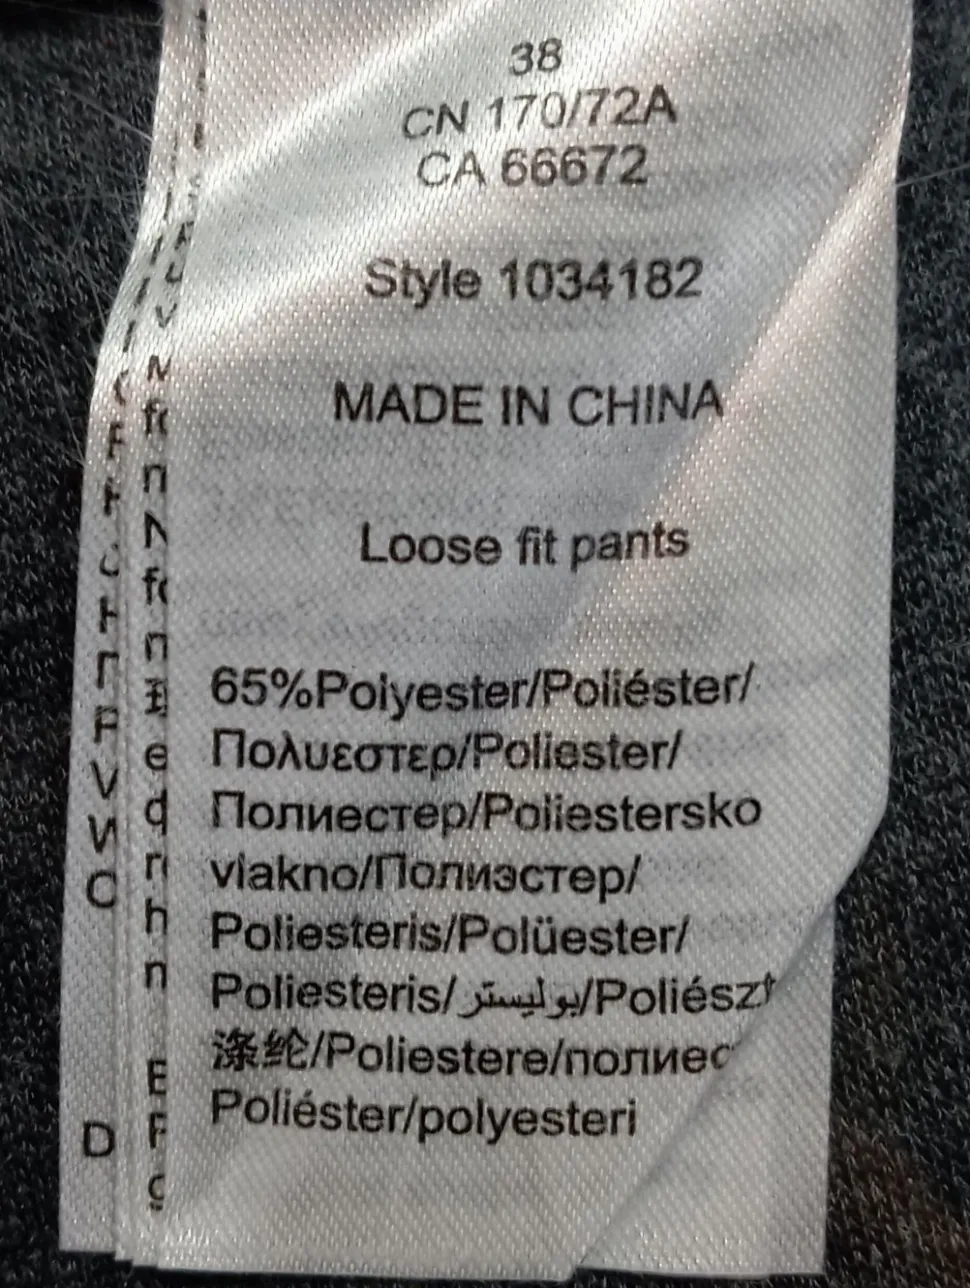 38
CN 170/72A
CA 66672
Style 1034182
MADE IN CHINA
Loose fit pants
65%Polyester/Poliéster/
Πολυεστερ/Poliester/
Полиестер/Poliestersko
vlakno/Полиэстер/
Poliesteris/Polüester/
Poliesteris/بوليستر/
涤纶/Poliestere/
Poliéster/polyesteri
D